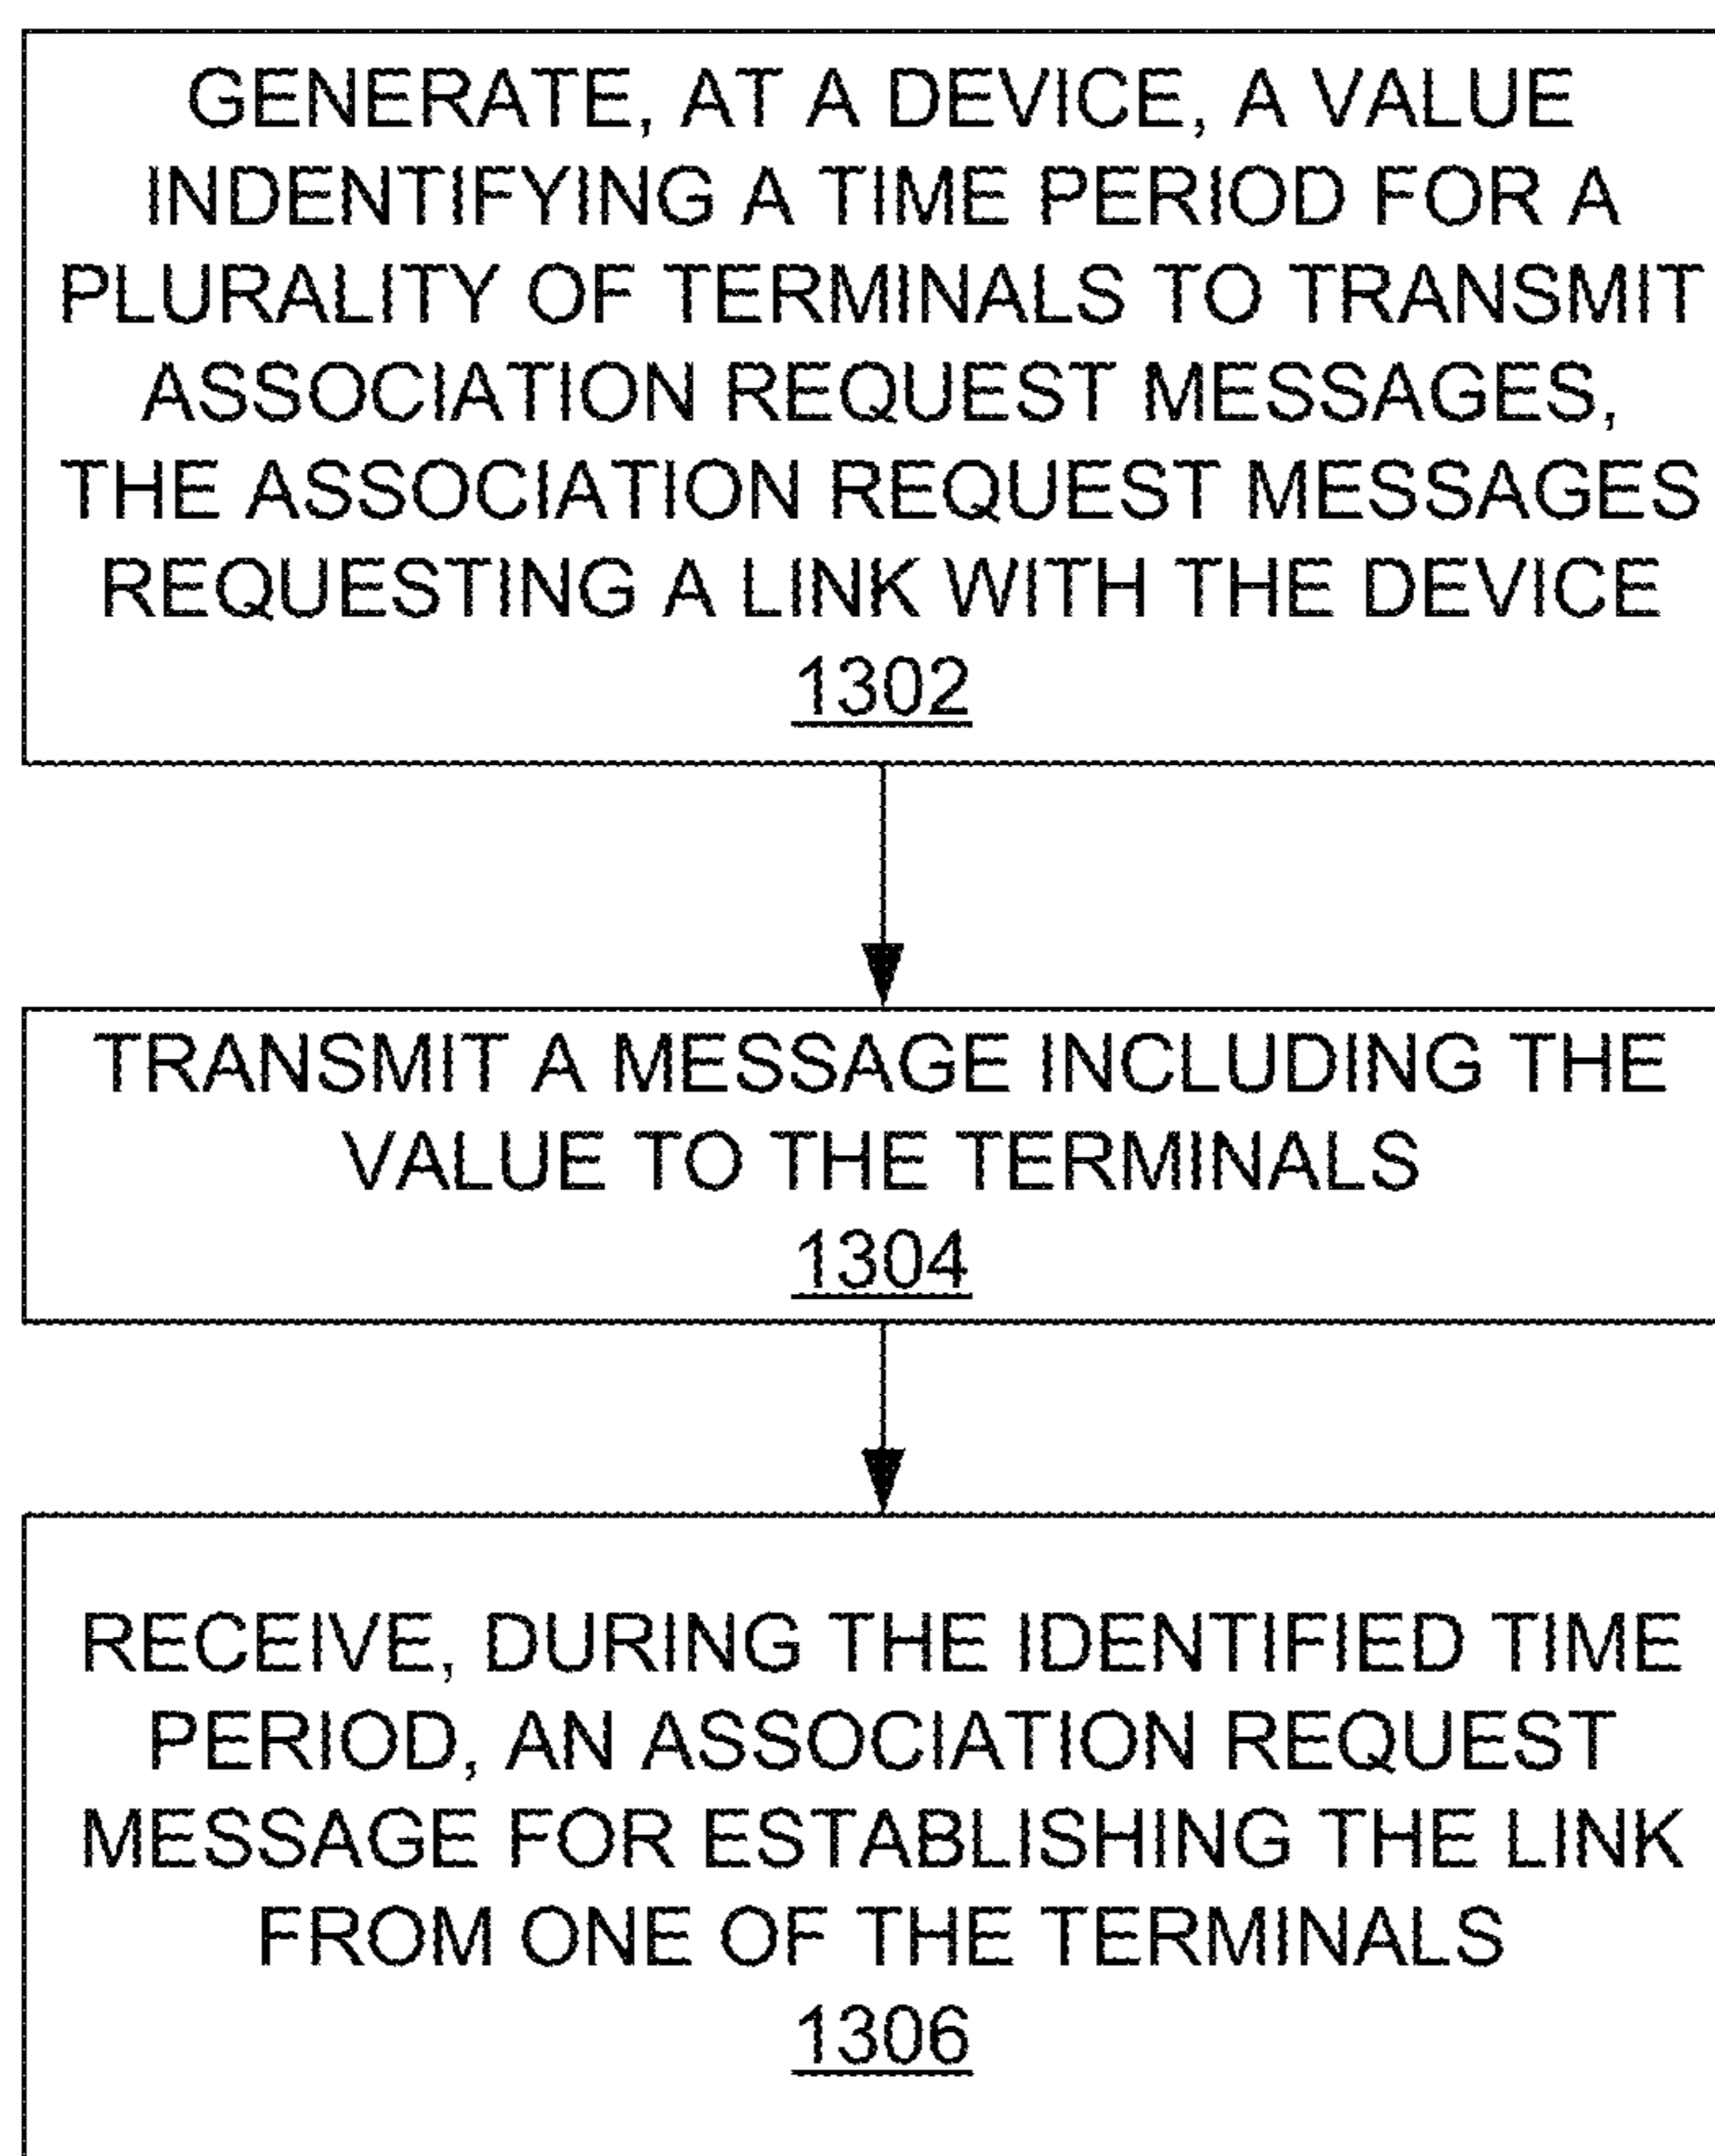 GENERATE, AT A DEVICE, A VALUE
INDENTIFYING A TIME PERIOD FOR A
PLURALITY OF TERMINALS TO TRANSMIT
ASSOCIATION REQUEST MESSAGES,
THE ASSOCIATION REQUEST MESSAGES
REQUESTING A LINK WITH THE DEVICE
1302
TRANSMIT A MESSAGE INCLUDING THE
VALUE TO THE TERMINALS
1304
RECEIVE, DURING THE IDENTIFIED TIME
PERIOD, AN ASSOCIATION REQUEST
MESSAGE FOR ESTABLISHING THE LINK
FROM ONE OF THE TERMINALS
1306